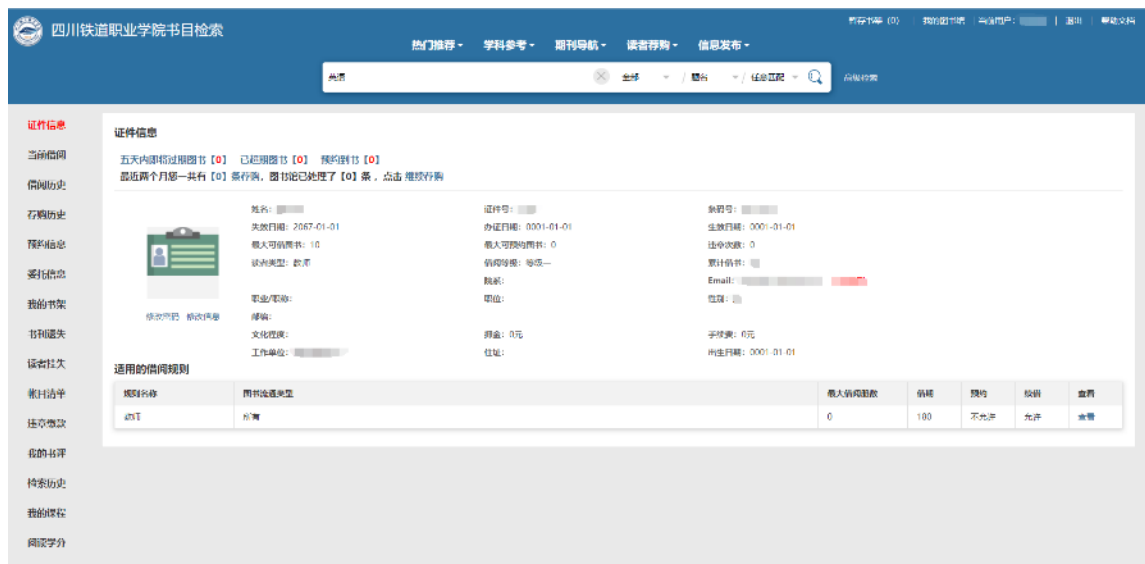 四川铁道职业学院书目检索
暂存书架 (0) 我的图书馆 当前用户: 退出 帮助文档
热门推荐 学科参考 期刊导航 读者荐购 信息发布
英语 全部 / 题名 / 任意匹配 高级检索
证件信息
当前借阅
借阅历史
荐购历史
预约信息
委托信息
我的书架
书刊遗失
读者挂失
帐目清单
违章缴款
我的书评
检索历史
我的课程
阅读学分
证件信息
五天内即将过期图书【0】 已超期图书【0】 预约到书【0】
最近两个月您一共有【0】条荐购, 图书馆已处理了【0】条, 点击 继续荐购
姓名: 证件号: 条码号:
失效日期: 2067-01-01 办证日期: 0001-01-01 生效日期: 0001-01-01
最大可借图书: 10 最大可预约图书: 0 违章次数: 0
读者类型: 教师 借阅等级: 等级一 累计借书:
院系: Email:
职业/职称: 职位: 性别:
修改密码 修改信息 邮编:
文化程度: 押金: 0元 手续费: 0元
工作单位: 住址: 出生日期: 0001-01-01
适用的借阅规则
规则名称 图书流通类型 最大借阅册数 借期 预约 续借 查看
教师 所有 0 180 不允许 允许 查看